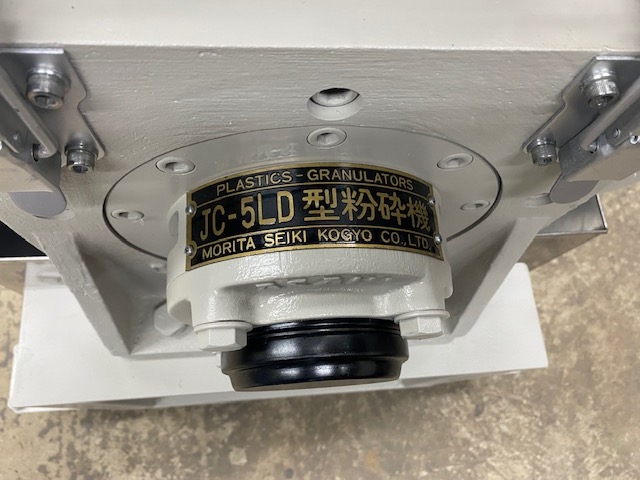 PLASTICS-GRANULATORS
JC-5LD型粉砕機
MORITA SEIKI KOGYO CO.,LTD.